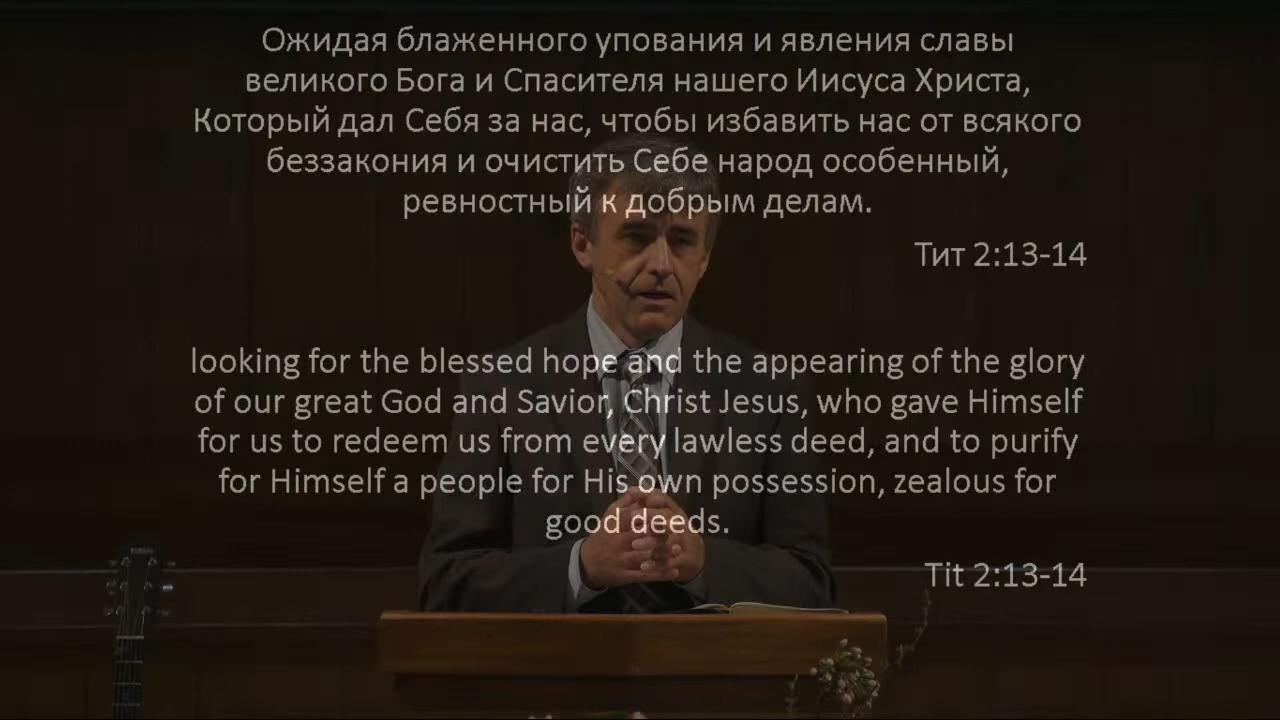 Ожидая блаженного упования и явления славы
великого Бога и Спасителя нашего Иисуса Христа,
Который дал Себя за нас, чтобы избавить нас от всякого
беззакония и очистить Себе народ особенный,
ревностный к добрым делам.
Тит 2:13-14
looking for the blessed hope and the appearing of the glory
of our great God and Savior, Christ Jesus, who gave Himself
for us to redeem us from every lawless deed, and to purify
for Himself a people for His own possession, zealous for
good deeds.
Tit 2:13-14